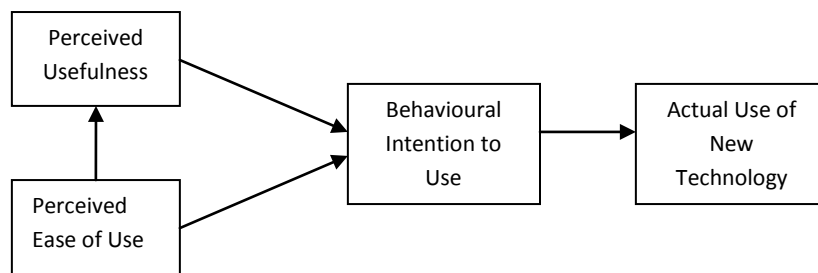 Perceived
Usefulness
Perceived
Ease of Use
Behavioural
Intention to
Use
Actual Use of
New
Technology